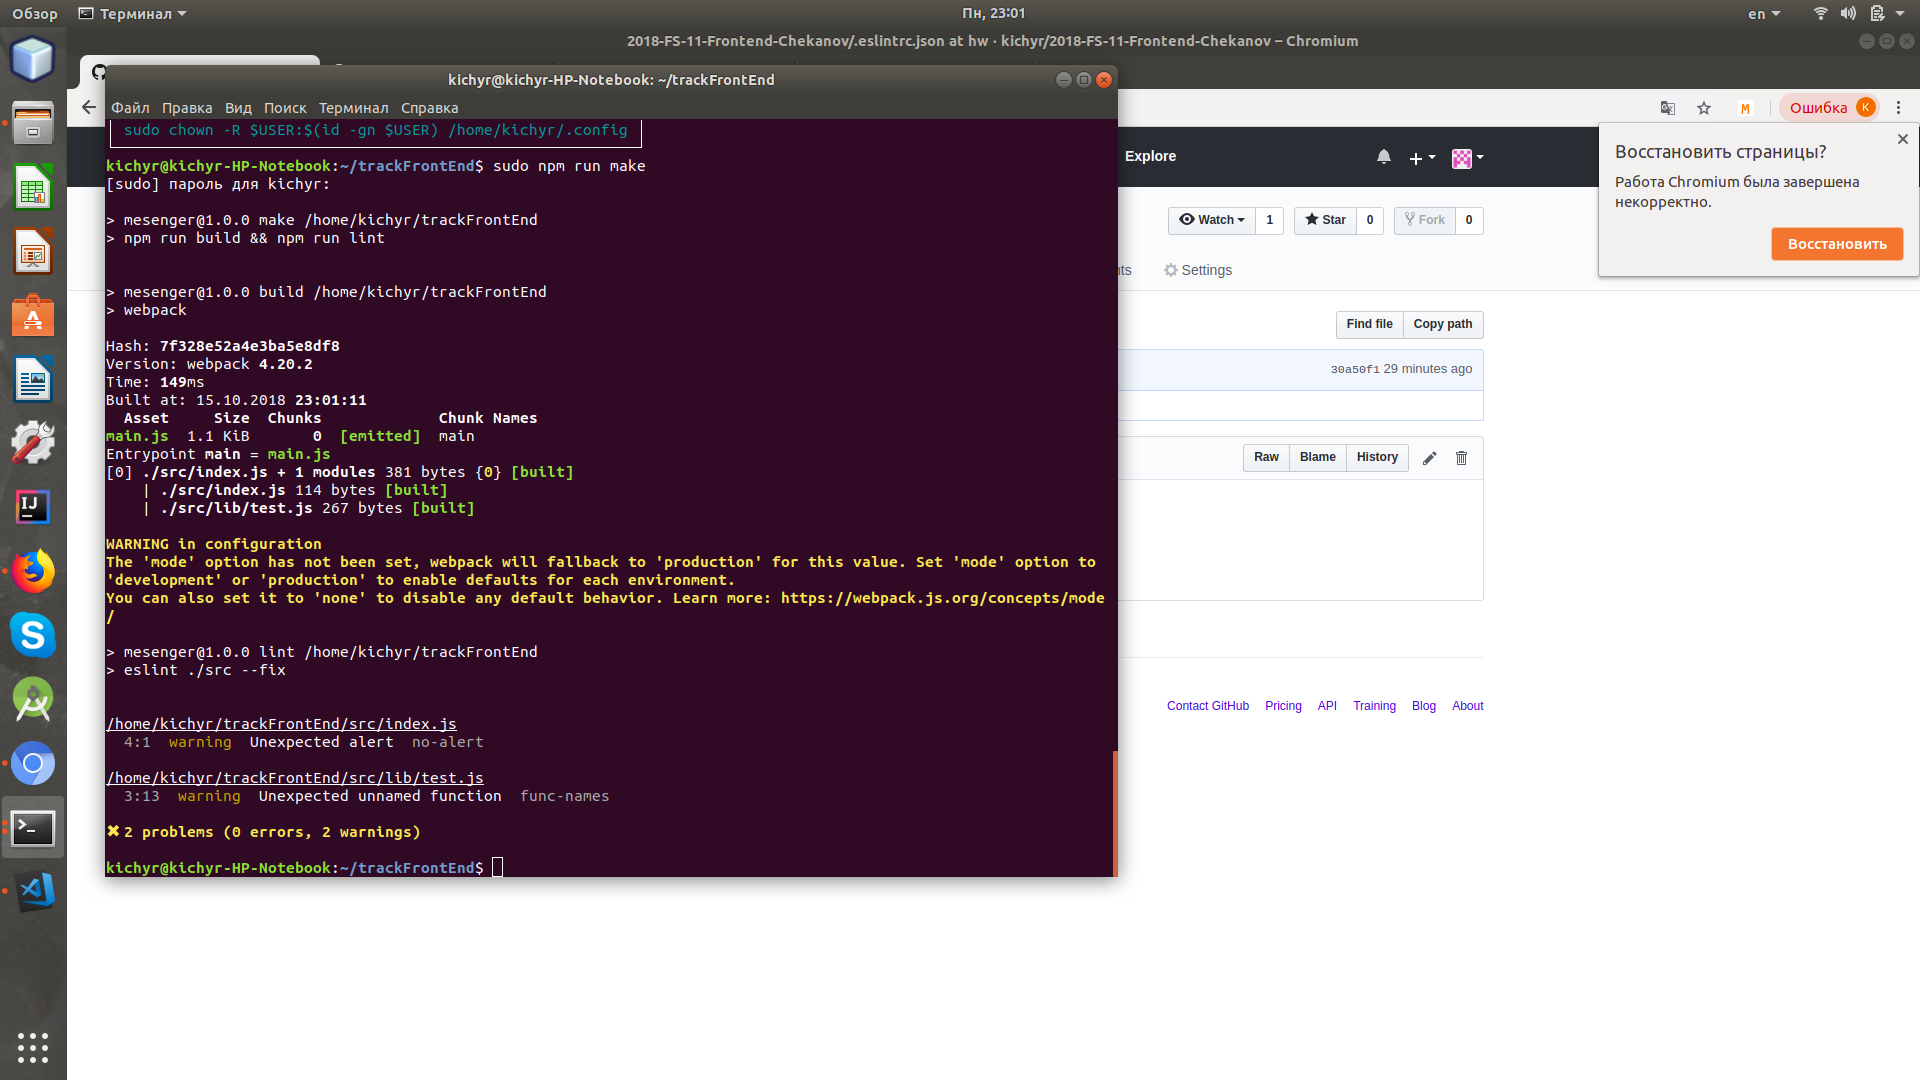 Обзор
Терминал
Пн, 23:01
en
2018-FS-11-Frontend-Chekanov/.eslintrc.json at hw · kichyr/2018-FS-11-Frontend-Chekanov – Chromium
kichyr@kichyr-HP-Notebook: ~/trackFrontEnd
Файл Правка Вид Поиск Терминал Справка
sudo chown -R $USER:$(id -gn $USER) /home/kichyr/.config
kichyr@kichyr-HP-Notebook:~/trackFrontEnd$ sudo npm run make
[sudo] пароль для kichyr:
> mesenger@1.0.0 make /home/kichyr/trackFrontEnd
> npm run build && npm run lint
> mesenger@1.0.0 build /home/kichyr/trackFrontEnd
> webpack
Hash: 7f328e52a4e3ba5e8df8
Version: webpack 4.20.2
Time: 149ms
Built at: 15.10.2018 23:01:11
Asset Size Chunks Chunk Names
main.js 1.1 KiB 0 [emitted] main
Entrypoint main = main.js
[0] ./src/index.js + 1 modules 381 bytes {0} [built]
| ./src/index.js 114 bytes [built]
| ./src/lib/test.js 267 bytes [built]
WARNING in configuration
The 'mode' option has not been set, webpack will fallback to 'production' for this value. Set 'mode' option to
'development' or 'production' to enable defaults for each environment.
You can also set it to 'none' to disable any default behavior. Learn more: https://webpack.js.org/concepts/mode
/
> mesenger@1.0.0 lint /home/kichyr/trackFrontEnd
> eslint ./src --fix
/home/kichyr/trackFrontEnd/src/index.js
4:1 warning Unexpected alert no-alert
/home/kichyr/trackFrontEnd/src/lib/test.js
3:13 warning Unexpected unnamed function func-names
✖ 2 problems (0 errors, 2 warnings)
kichyr@kichyr-HP-Notebook:~/trackFrontEnd$
Ошибка K
Explore
Восстановить страницы?
Работа Chromium была завершена
некорректно.
Восстановить
Watch 1 Star 0 Fork 0
nts Settings
Find file Copy path
30a50f1 29 minutes ago
Raw Blame History
Contact GitHub Pricing API Training Blog About